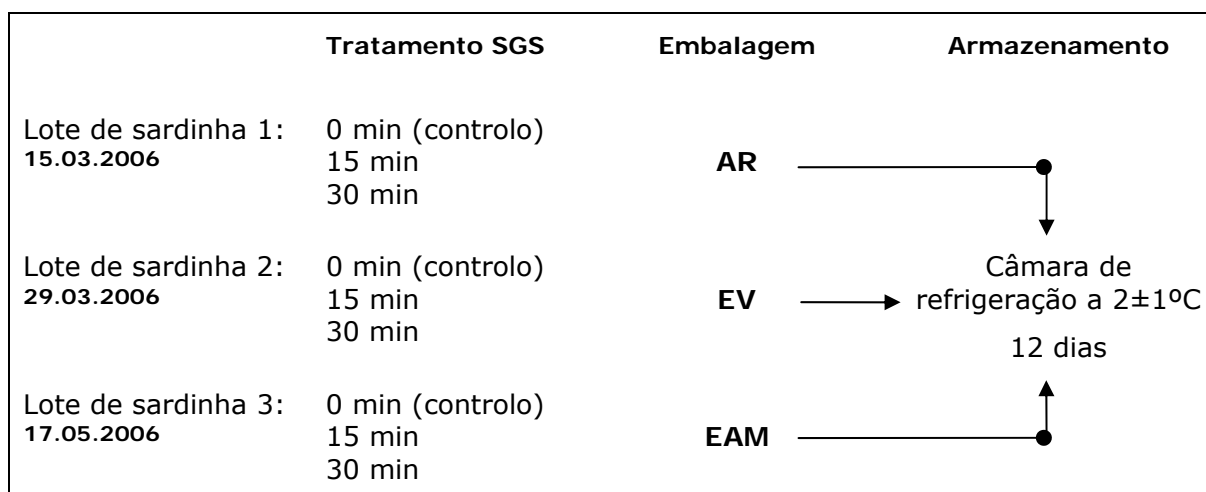 Tratamento SGS Embalagem Armazenamento
Lote de sardinha 1: 0 min (controlo)
15.03.2006 15 min AR
30 min
Lote de sardinha 2: 0 min (controlo) Câmara de
29.03.2006 15 min EV refrigeração a 2±1ºC
30 min
12 dias
Lote de sardinha 3: 0 min (controlo)
17.05.2006 15 min EAM
30 min